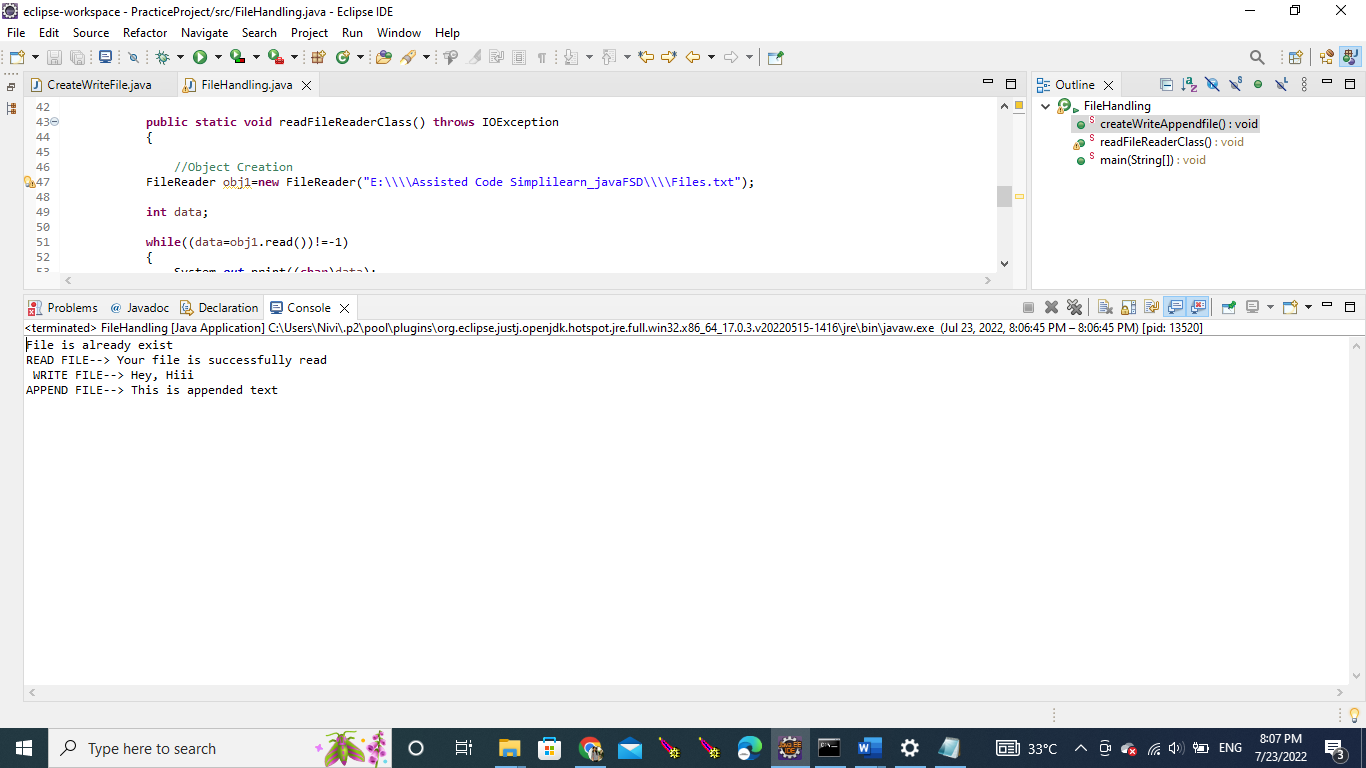 eclipse-workspace - PracticeProject/src/FileHandling.java - Eclipse IDE
File Edit Source Refactor Navigate Search Project Run Window Help
CreateWriteFile.java FileHandling.java
42
43 public static void readFileReaderClass() throws IOException
44 {
45
46 //Object Creation
47 FileReader obj1=new FileReader("E:\\\\Assisted Code Simplilearn_javaFSD\\\\Files.txt");
48
49 int data;
50
51 while((data=obj1.read())!=-1)
52 {
53 System.out.print((char)data);
Outline
FileHandling
createWriteAppendfile() : void
readFileReaderClass() : void
main(String[]) : void
Problems @ Javadoc Declaration Console
<terminated> FileHandling [Java Application] C:\Users\Nivi\.p2\pool\plugins\org.eclipse.justj.openjdk.hotspot.jre.full.win32.x86_64_17.0.3.v20220515-1416\jre\bin\javaw.exe (Jul 23, 2022, 8:06:45 PM – 8:06:45 PM) [pid: 13520]
File is already exist
READ FILE--> Your file is successfully read
WRITE FILE--> Hey, Hiii
APPEND FILE--> This is appended text
Type here to search
33°C
ENG
8:07 PM
7/23/2022
3